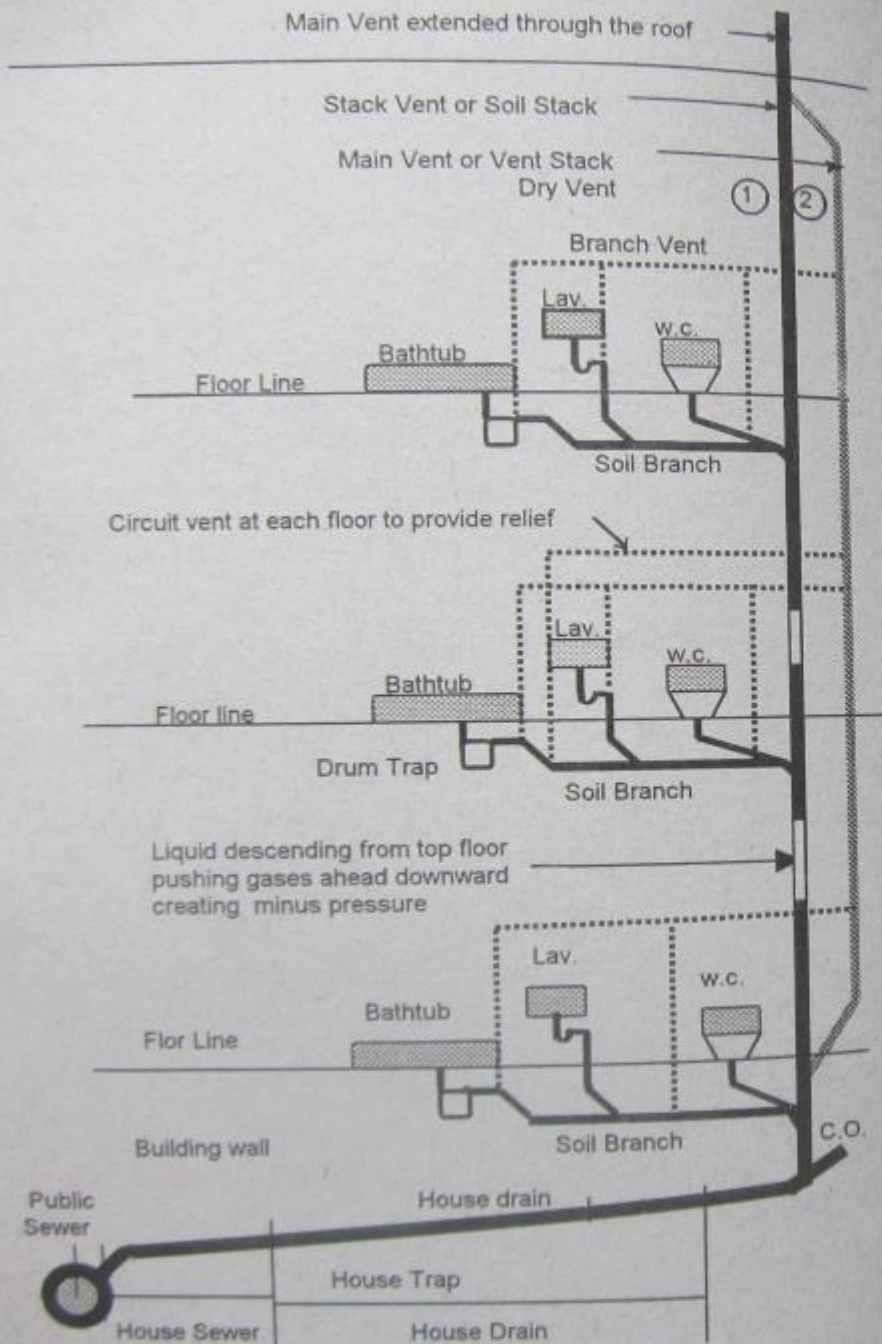 Main Vent extended through the roof
Stack Vent or Soil Stack
Main Vent or Vent Stack
Dry Vent
1 2
Branch Vent
Lav.
w.c.
Bathtub
Floor Line
Soil Branch
Circuit vent at each floor to provide relief
Lav.
w.c.
Bathtub
Floor line
Drum Trap
Soil Branch
Liquid descending from top floor
pushing gases ahead downward
creating minus pressure
Lav.
w.c.
Bathtub
Flor Line
C.O.
Building wall
Soil Branch
Public
Sewer
House drain
House Trap
House Sewer
House Drain